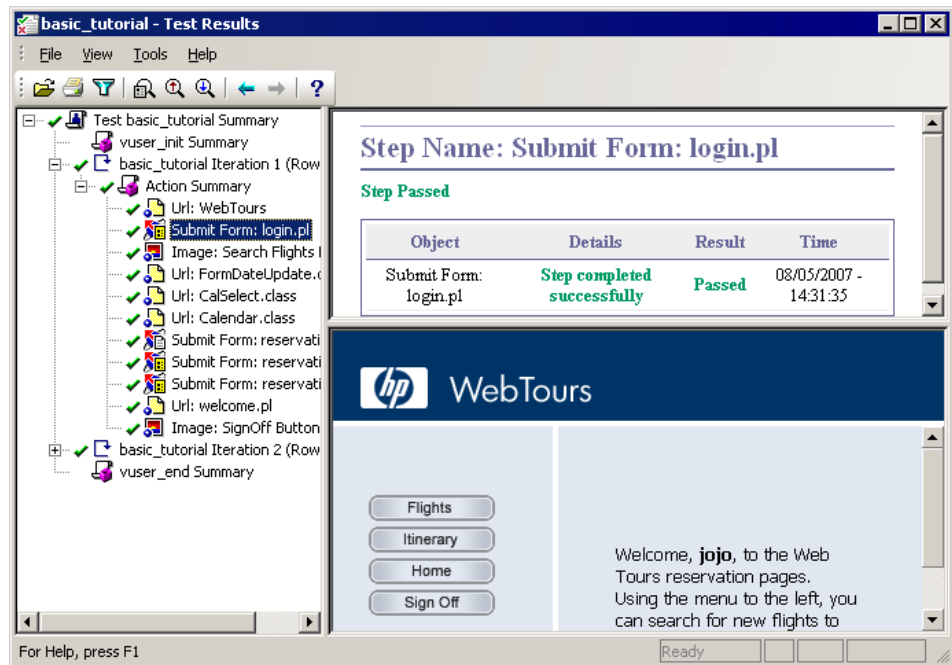 basic_tutorial - Test Results
File View Tools Help
?
Test basic_tutorial Summary
vuser_init Summary
basic_tutorial Iteration 1 (Row
Action Summary
Url: WebTours
Submit Form: login.pl
Image: Search Flights
Url: FormDateUpdate.c
Url: CalSelect.class
Url: Calendar.class
Submit Form: reservati
Submit Form: reservati
Submit Form: reservati
Url: welcome.pl
Image: SignOff Button
basic_tutorial Iteration 2 (Row
vuser_end Summary
Step Name: Submit Form: login.pl
Step Passed
Object Details Result Time
Submit Form: Step completed Passed 08/05/2007 -
login.pl successfully 14:31:35
hp WebTours
Flights
Itinerary
Home
Sign Off
Welcome, jojo, to the Web
Tours reservation pages.
Using the menu to the left, you
can search for new flights to
For Help, press F1
Ready